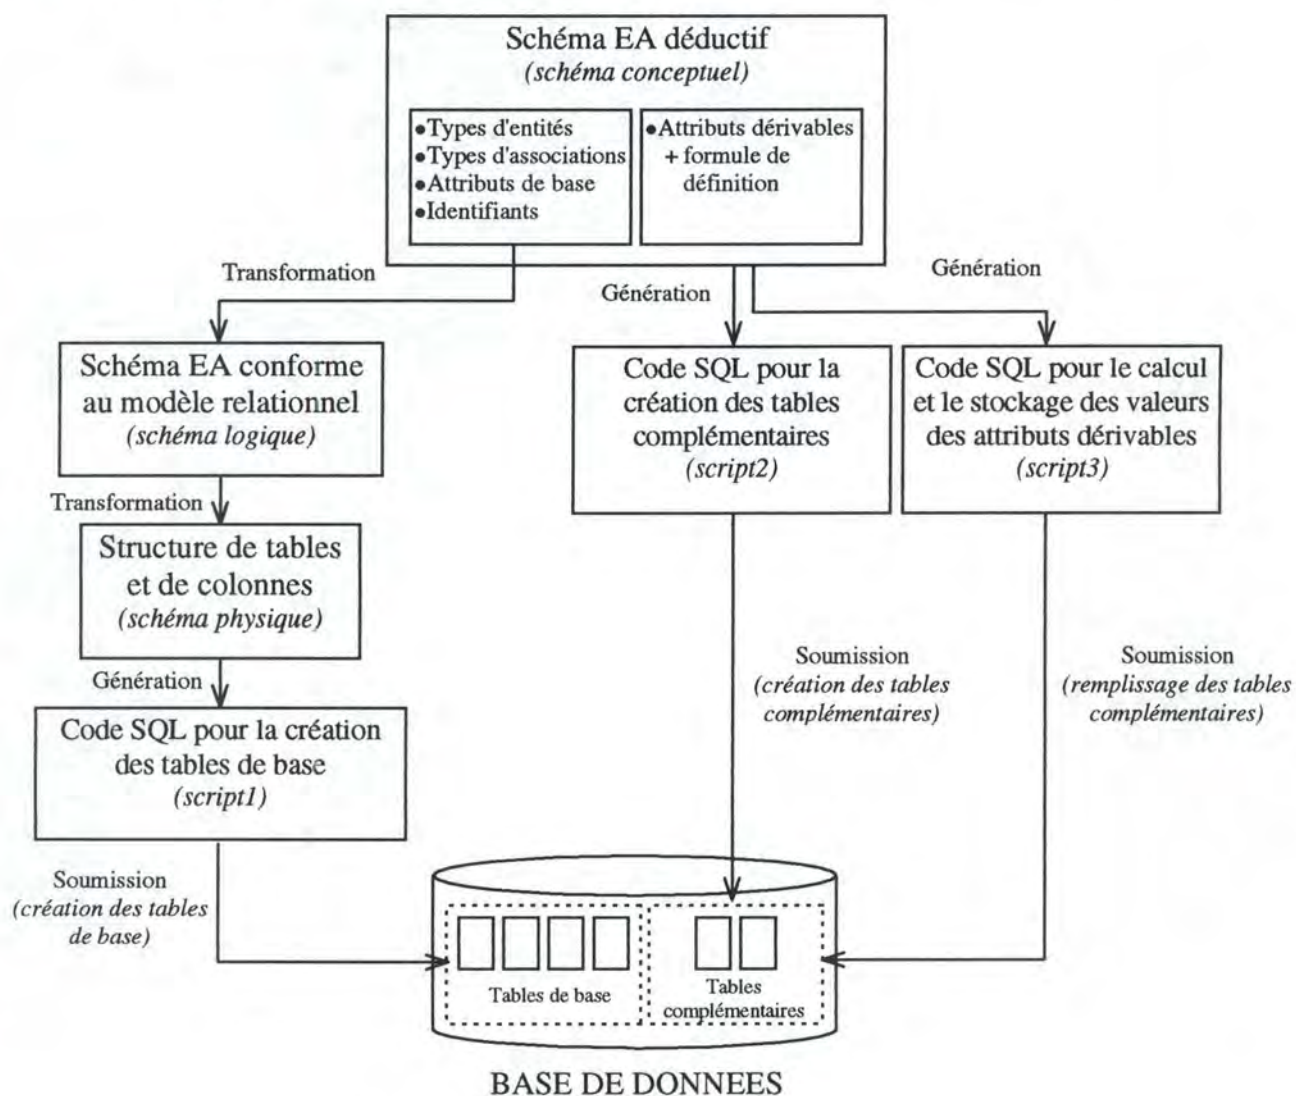 Schéma EA déductif
(schéma conceptuel)
●Types d'entités
●Types d'associations
●Attributs de base
●Identifiants
●Attributs dérivables
+ formule de
définition
Transformation
Génération
Génération
Schéma EA conforme
au modèle relationnel
(schéma logique)
Code SQL pour la
création des tables
complémentaires
(script2)
Code SQL pour le calcul
et le stockage des valeurs
des attributs dérivables
(script3)
Transformation
Structure de tables
et de colonnes
(schéma physique)
Génération
Code SQL pour la création
des tables de base
(script1)
Soumission
(création des tables
complémentaires)
Soumission
(remplissage des tables
complémentaires)
Soumission
(création des tables
de base)
Tables de base
Tables
complémentaires
BASE DE DONNEES